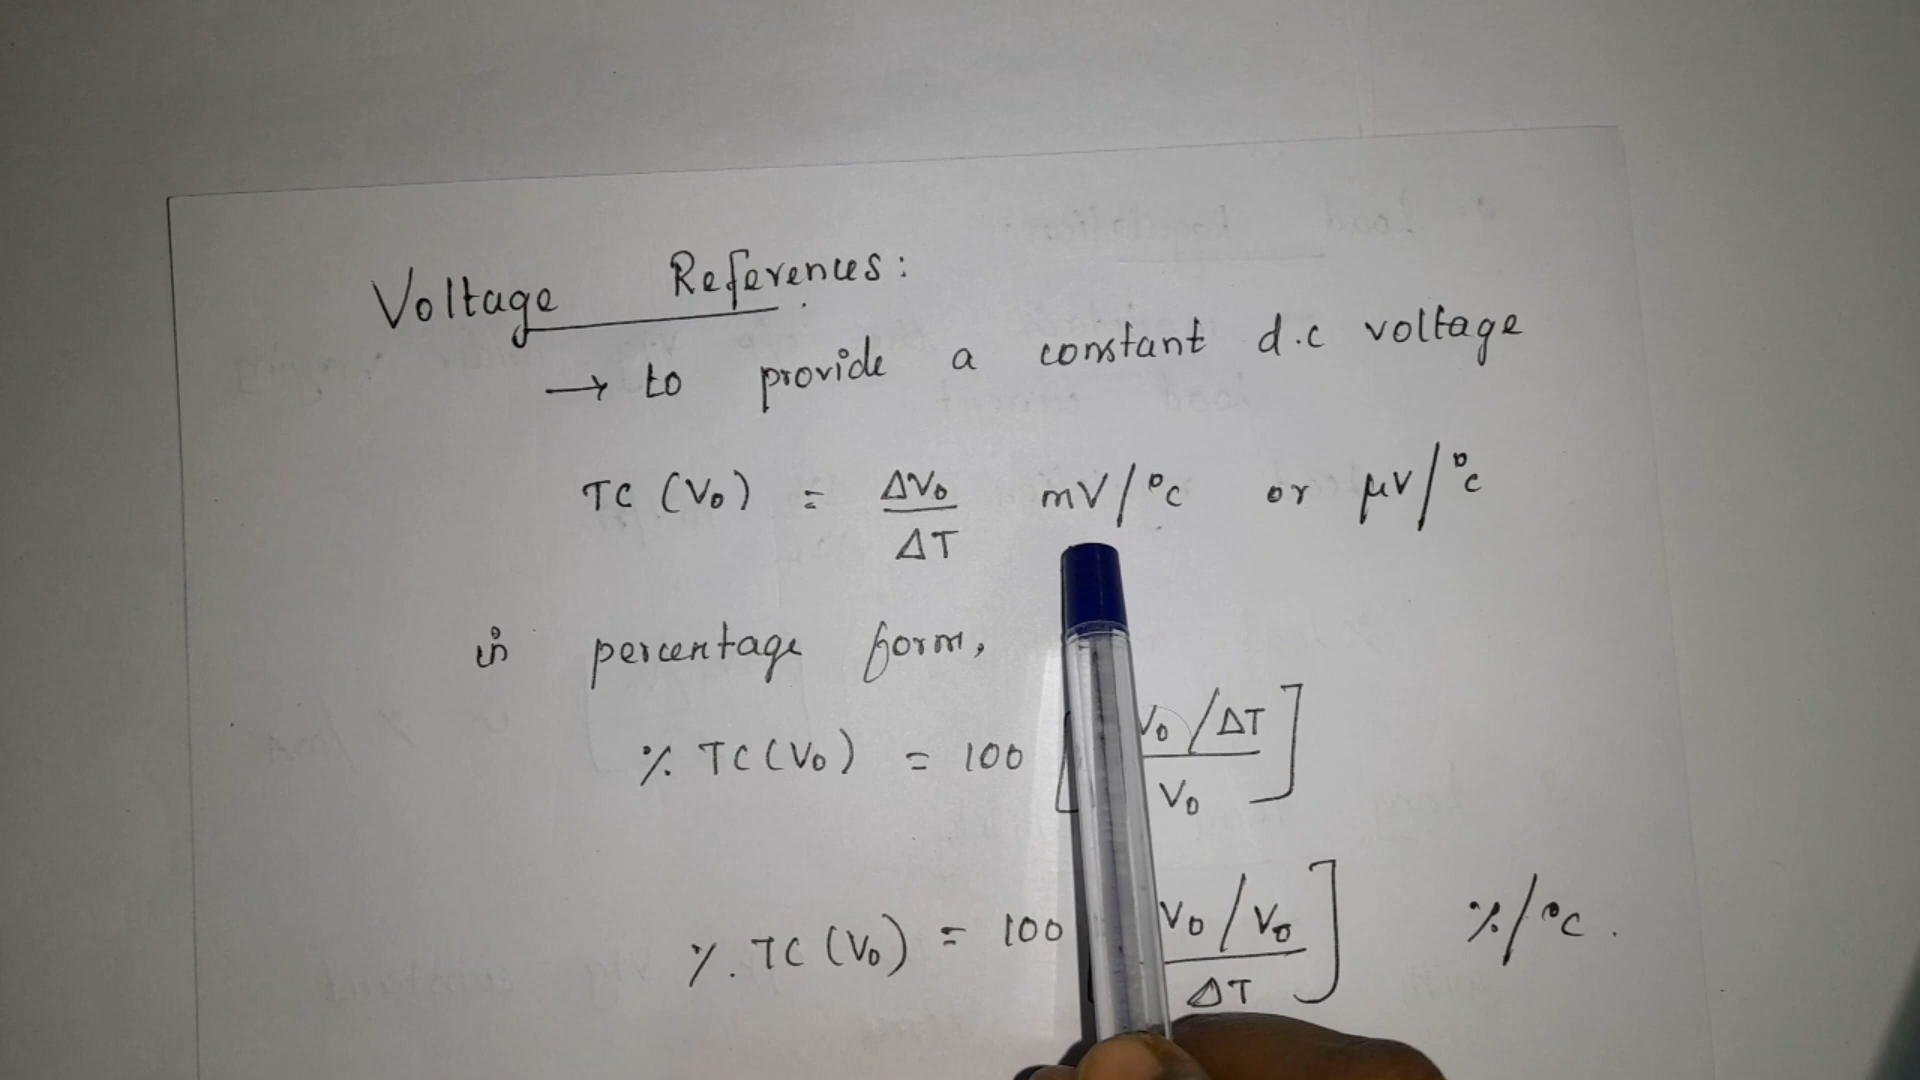 Voltage References:
→ to provide a constant d.c voltage
TC (V₀) = ΔV₀ / ΔT mV/°c or μV/°c
in percentage form,
% TC(V₀) = 100 [ V₀/ΔT / V₀ ]
%. TC (V₀) = 100 V₀/V₀ / ΔT ] %/°c.